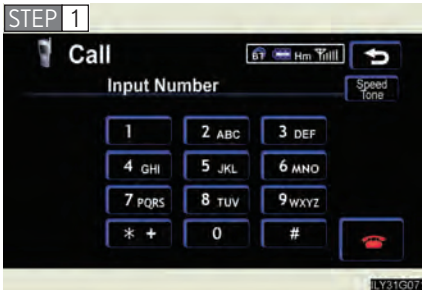 STEP 1
Call
BT Hm
Input Number
Speed Tone
1 2 ABC 3 DEF
4 GHI 5 JKL 6 MNO
7 PQRS 8 TUV 9 WXYZ
* + 0 #
ILY31G07